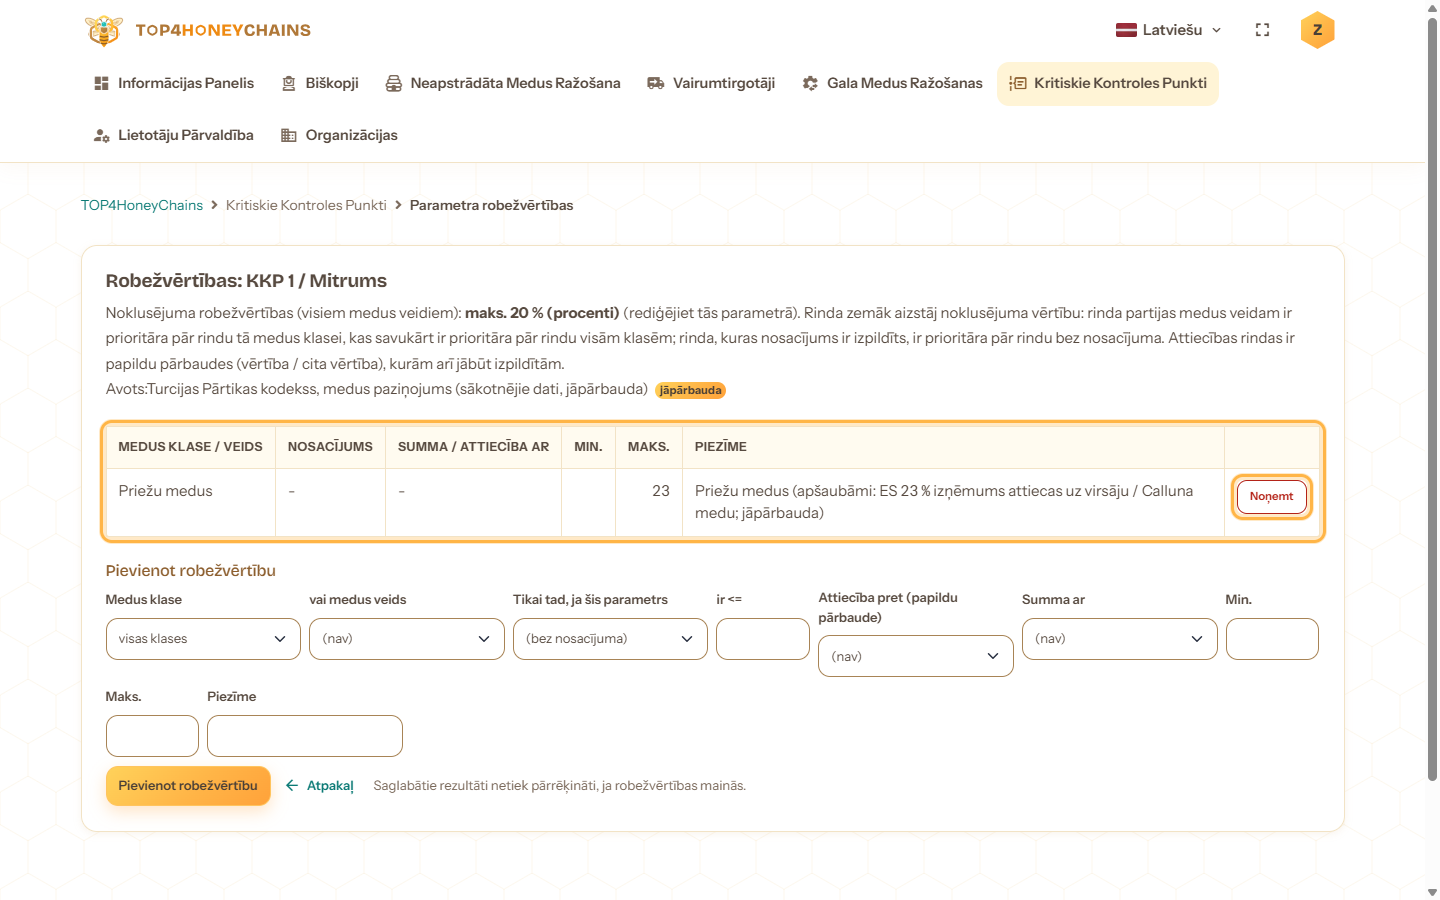 TOP4HONEYCHAINS
Latviešu
Z
Informācijas Panelis
Biškopji
Neapstrādāta Medus Ražošana
Vairumtirgotāji
Gala Medus Ražošanas
Kritiskie Kontroles Punkti
Lietotāju Pārvaldība
Organizācijas
TOP4HoneyChains > Kritiskie Kontroles Punkti > Parametra robežvērtības
Robežvērtības: KKP 1 / Mitrums
Noklusējuma robežvērtības (visiem medus veidiem): maks. 20 % (procenti) (rediģējiet tās parametrā). Rinda zemāk aizstāj noklusējuma vērtību: rinda partijas medus veidam ir
prioritāra pār rindu tā medus klasei, kas savukārt ir prioritāra pār rindu visām klasēm; rinda, kuras nosacījums ir izpildīts, ir prioritāra pār rindu bez nosacījuma. Attiecības rindas ir
papildu pārbaudes (vērtība / cita vērtība), kurām arī jābūt izpildītām.
Avots:Turcijas Pārtikas kodekss, medus paziņojums (sākotnējie dati, jāpārbauda) jāpārbauda
MEDUS KLASE / VEIDS NOSACĪJUMS SUMMA / ATTIECĪBA AR MIN. MAKS. PIEZĪME
Priežu medus - - 23 Priežu medus (apšaubāmi: ES 23 % izņēmums attiecas uz virsāju / Calluna
medu; jāpārbauda)
Noņemt
Pievienot robežvērtību
Medus klase
vai medus veids
Tikai tad, ja šis parametrs
ir <=
Attiecība pret (papildu
pārbaude)
Summa ar
Min.
visas klases
(nav)
(bez nosacījuma)
(nav)
(nav)
Maks.
Piezīme
Pievienot robežvērtību
Atpakaļ
Saglabātie rezultāti netiek pārrēķināti, ja robežvērtības mainās.